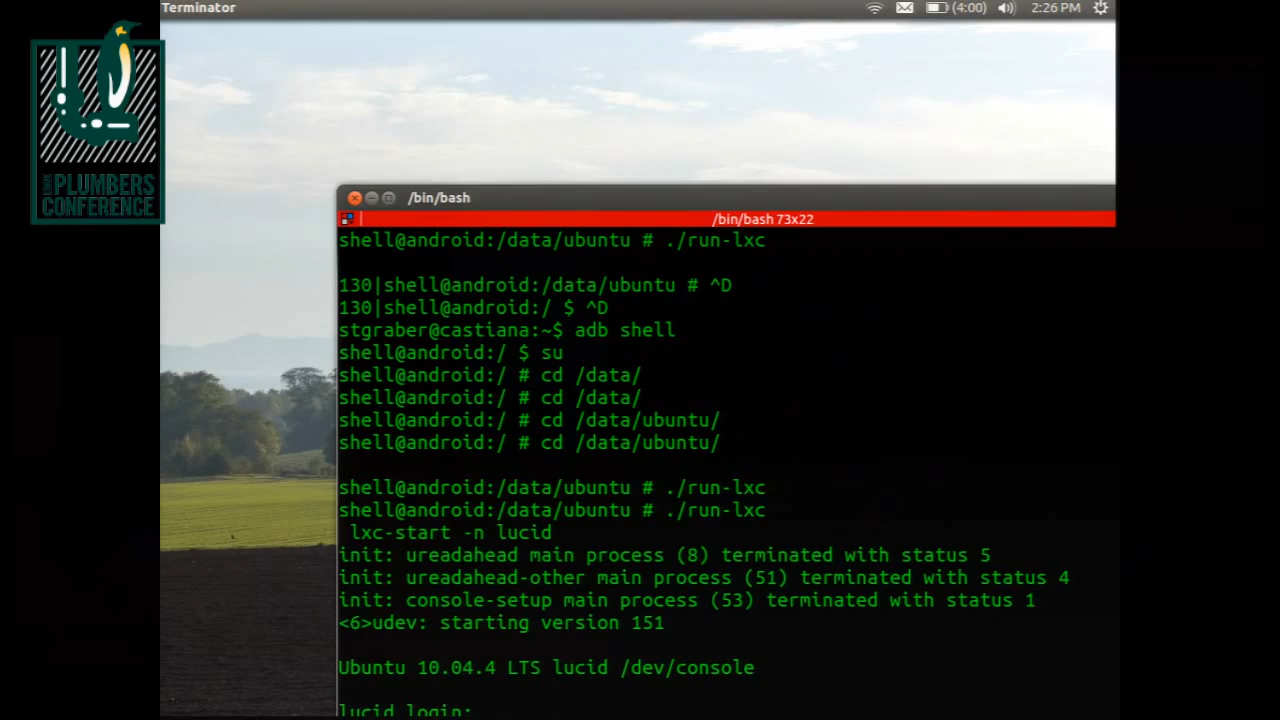 Terminator
(4:00) 2:26 PM
LINUX
PLUMBERS
CONFERENCE
/bin/bash
/bin/bash 73x22
shell@android:/data/ubuntu # ./run-lxc
130|shell@android:/data/ubuntu # ^D
130|shell@android:/ $ ^D
stgraber@castiana:~$ adb shell
shell@android:/ $ su
shell@android:/ # cd /data/
shell@android:/ # cd /data/
shell@android:/ # cd /data/ubuntu/
shell@android:/ # cd /data/ubuntu/
shell@android:/data/ubuntu # ./run-lxc
shell@android:/data/ubuntu # ./run-lxc
lxc-start -n lucid
init: ureadahead main process (8) terminated with status 5
init: ureadahead-other main process (51) terminated with status 4
init: console-setup main process (53) terminated with status 1
<6>udev: starting version 151
Ubuntu 10.04.4 LTS lucid /dev/console
lucid login: